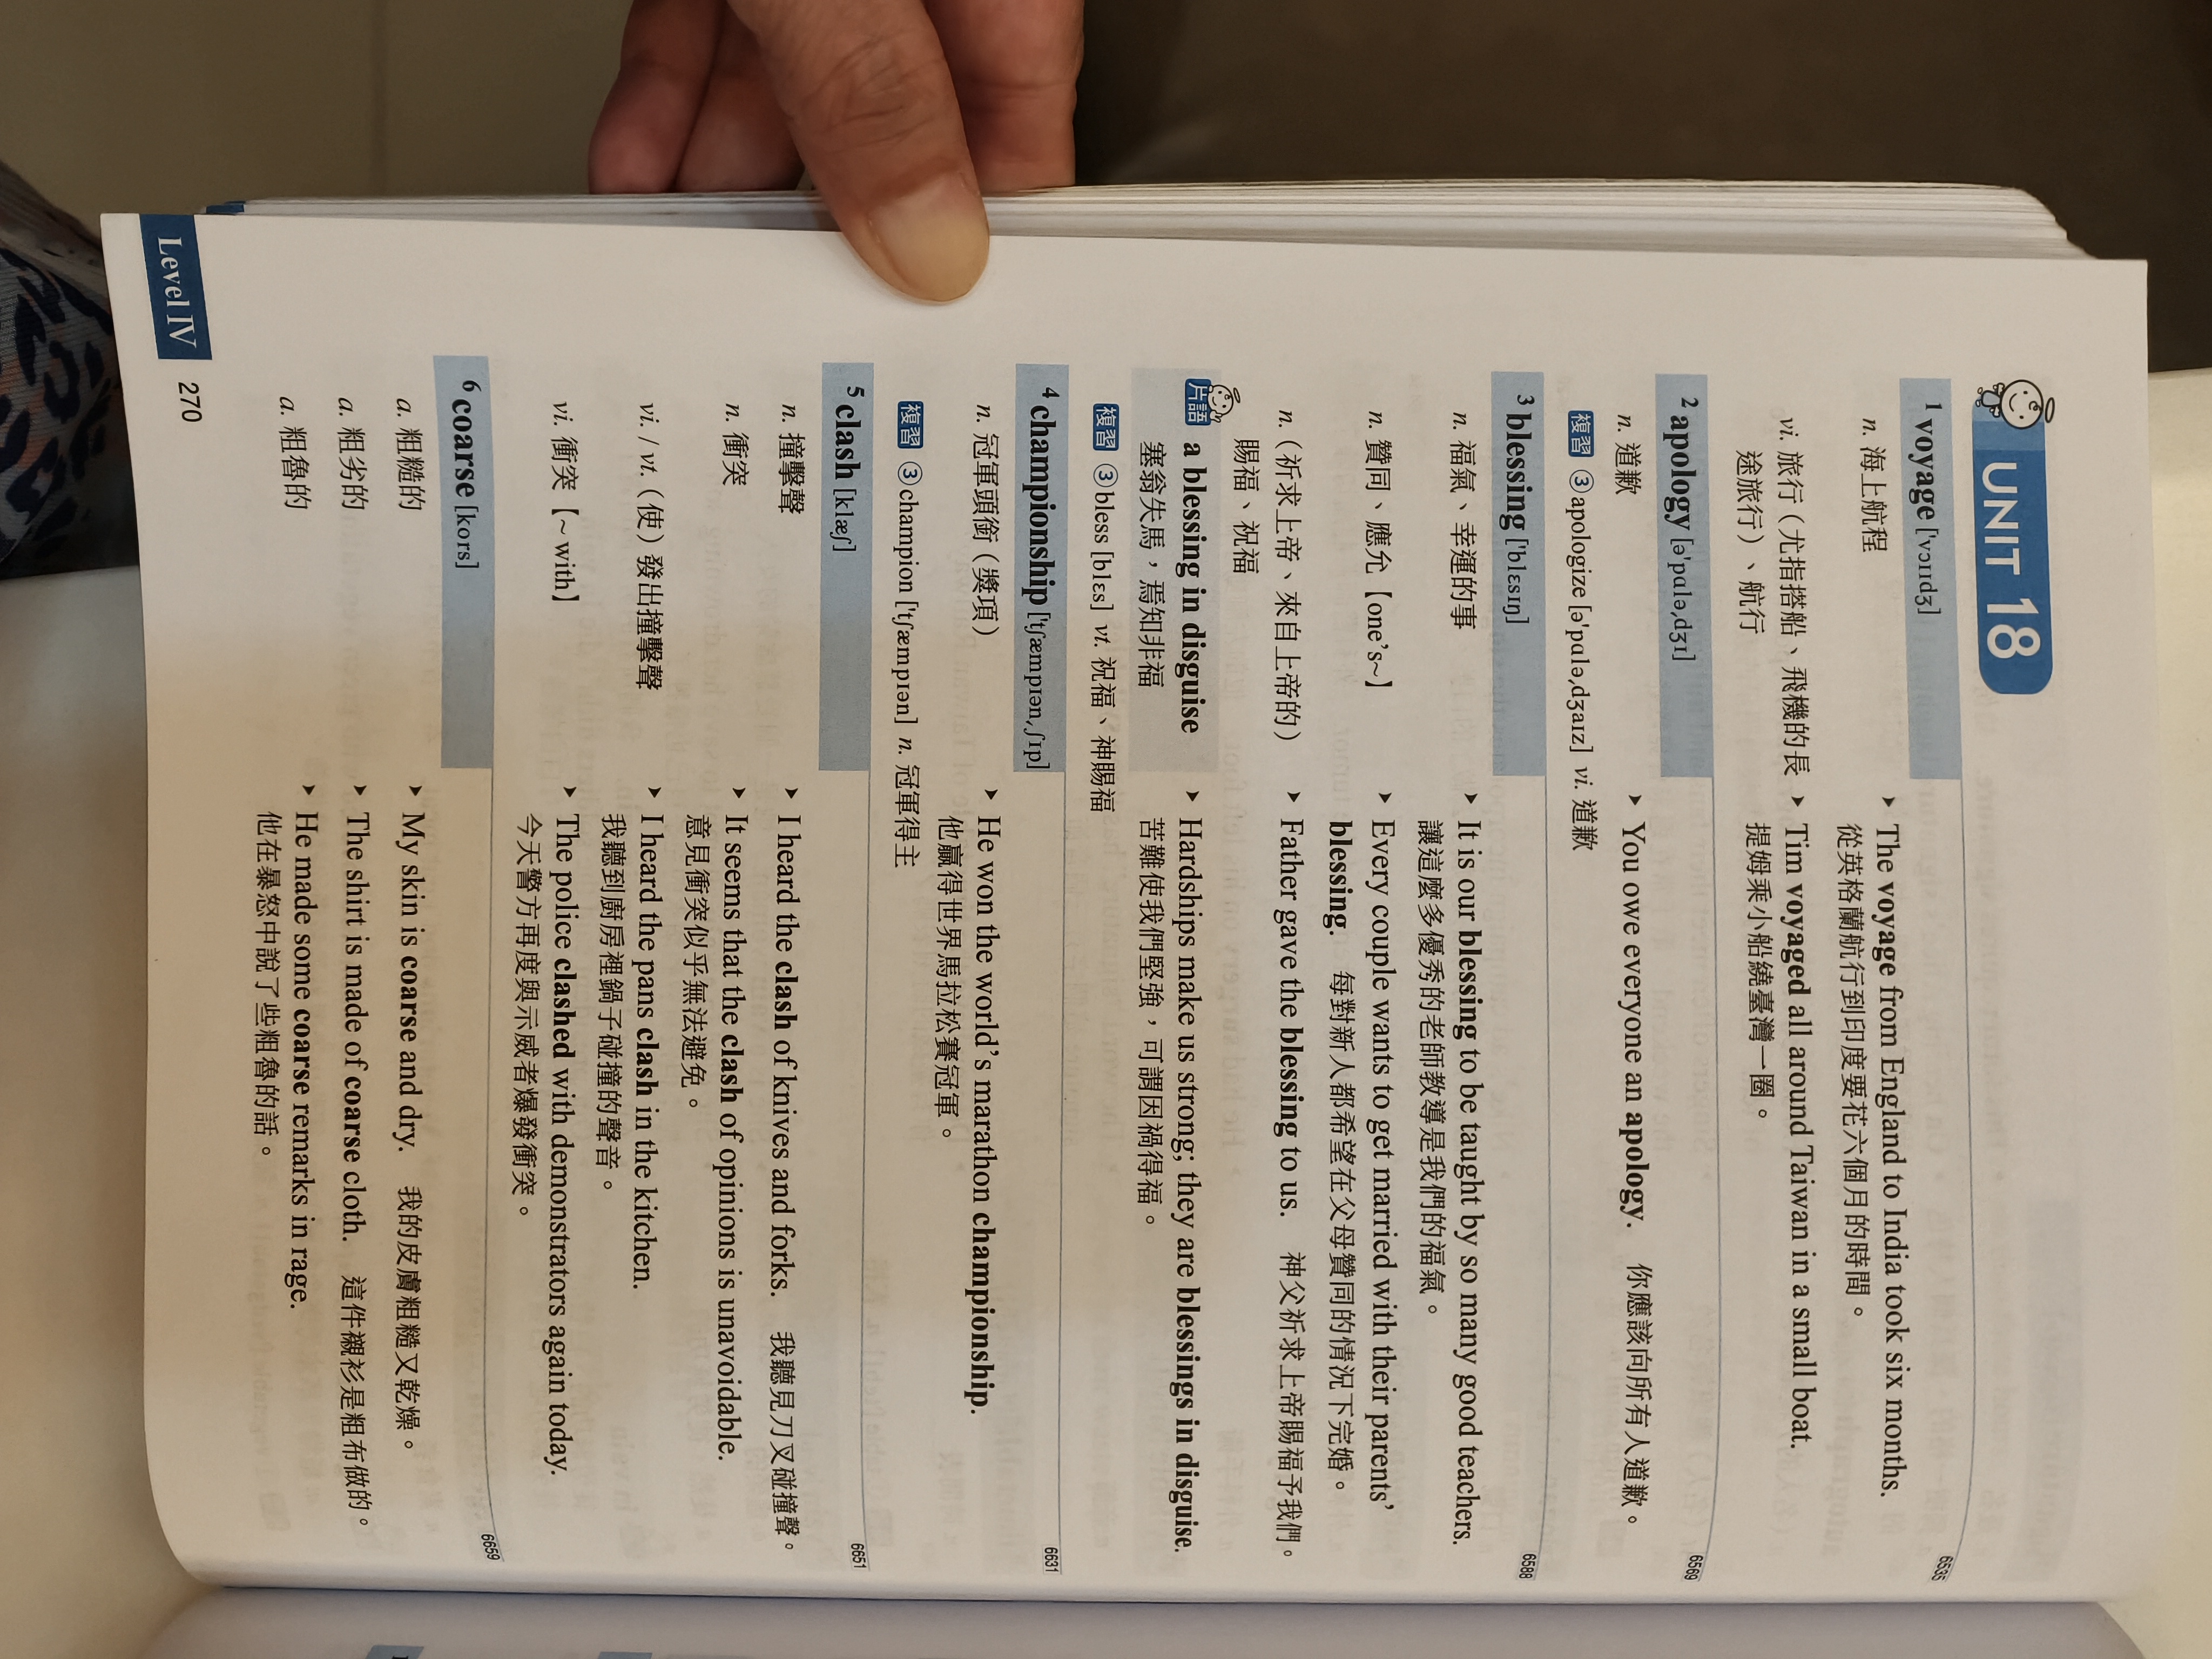 UNIT 18
1 voyage [ˈvɔɪɪdʒ] 6535
n. 海上航程
➤ The voyage from England to India took six months.
從英格蘭航行到印度要花六個月的時間。
vi. 旅行（尤指搭船、飛機的長
途旅行）、航行
➤ Tim voyaged all around Taiwan in a small boat.
提姆乘小船繞臺灣一圈。
2 apology [əˈpɑləˌdʒɪ] 6569
n. 道歉
➤ You owe everyone an apology. 你應該向所有人道歉。
複習 ③apologize [əˈpɑləˌdʒaɪz] vi. 道歉
3 blessing [ˈblɛsɪŋ] 6588
n. 福氣、幸運的事
➤ It is our blessing to be taught by so many good teachers.
讓這麼多優秀的老師教導是我們的福氣。
n. 贊同、應允【one's~】
➤ Every couple wants to get married with their parents'
blessing. 每對新人都希望在父母贊同的情況下完婚。
n.（祈求上帝、來自上帝的）
賜福、祝福
➤ Father gave the blessing to us. 神父祈求上帝賜福予我們。
片語 a blessing in disguise
塞翁失馬，焉知非福
➤ Hardships make us strong; they are blessings in disguise.
苦難使我們堅強，可謂因禍得福。
複習 ③bless [blɛs] vt. 祝福、神賜福
4 championship [ˈtʃæmpɪənˌʃɪp] 6631
n. 冠軍頭銜（獎項）
➤ He won the world's marathon championship.
他贏得世界馬拉松賽冠軍。
複習 ③champion [ˈtʃæmpɪən] n. 冠軍得主
5 clash [klæʃ] 6651
n. 撞擊聲
➤ I heard the clash of knives and forks. 我聽見刀叉碰撞聲。
n. 衝突
➤ It seems that the clash of opinions is unavoidable.
意見衝突似乎無法避免。
vi. / vt.（使）發出撞擊聲
➤ I heard the pans clash in the kitchen.
我聽到廚房裡鍋子碰撞的聲音。
vi. 衝突【~ with】
➤ The police clashed with demonstrators again today.
今天警方再度與示威者爆發衝突。
6 coarse [kors] 6659
a. 粗糙的
➤ My skin is coarse and dry. 我的皮膚粗糙又乾燥。
a. 粗劣的
➤ The shirt is made of coarse cloth. 這件襯衫是粗布做的。
a. 粗魯的
➤ He made some coarse remarks in rage.
他在暴怒中說了些粗魯的話。
Level IV 270